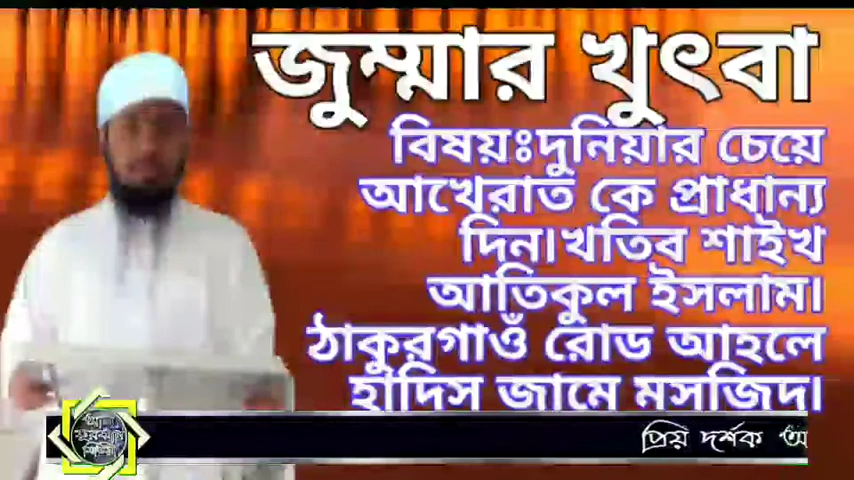 জুম্মার খুৎবা
বিষয়ঃদুনিয়ার চেয়ে
আখেরাত কে প্রাধান্য
দিন।খতিব শাইখ
আতিকুল ইসলাম।
ঠাকুরগাওঁ রোড আহলে
হাদিস জামে মসজিদ।
প্রিয় দর্শক